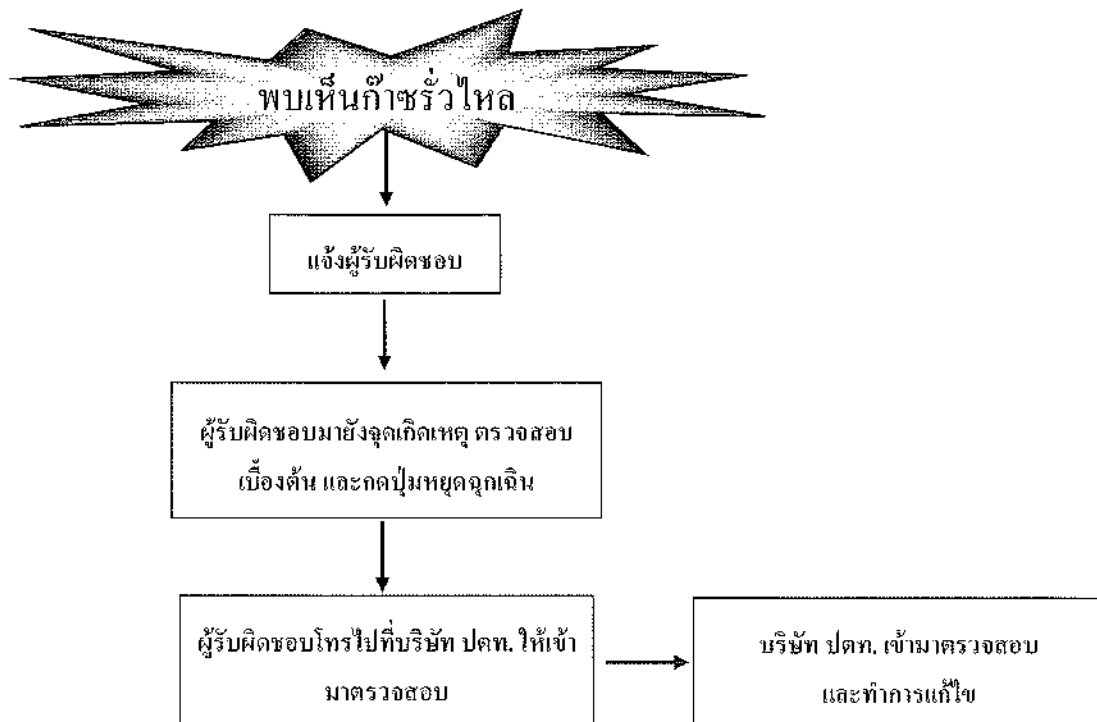 พบเห็นก๊าซรั่วไหล
แจ้งผู้รับผิดชอบ
ผู้รับผิดชอบมายังจุดเกิดเหตุ ตรวจสอบ
เบื้องต้น และกดปุ่มหยุดฉุกเฉิน
ผู้รับผิดชอบโทรไปที่บริษัท ปตท. ให้เข้า
มาตรวจสอบ
บริษัท ปตท. เข้ามาตรวจสอบ
และทำการแก้ไข